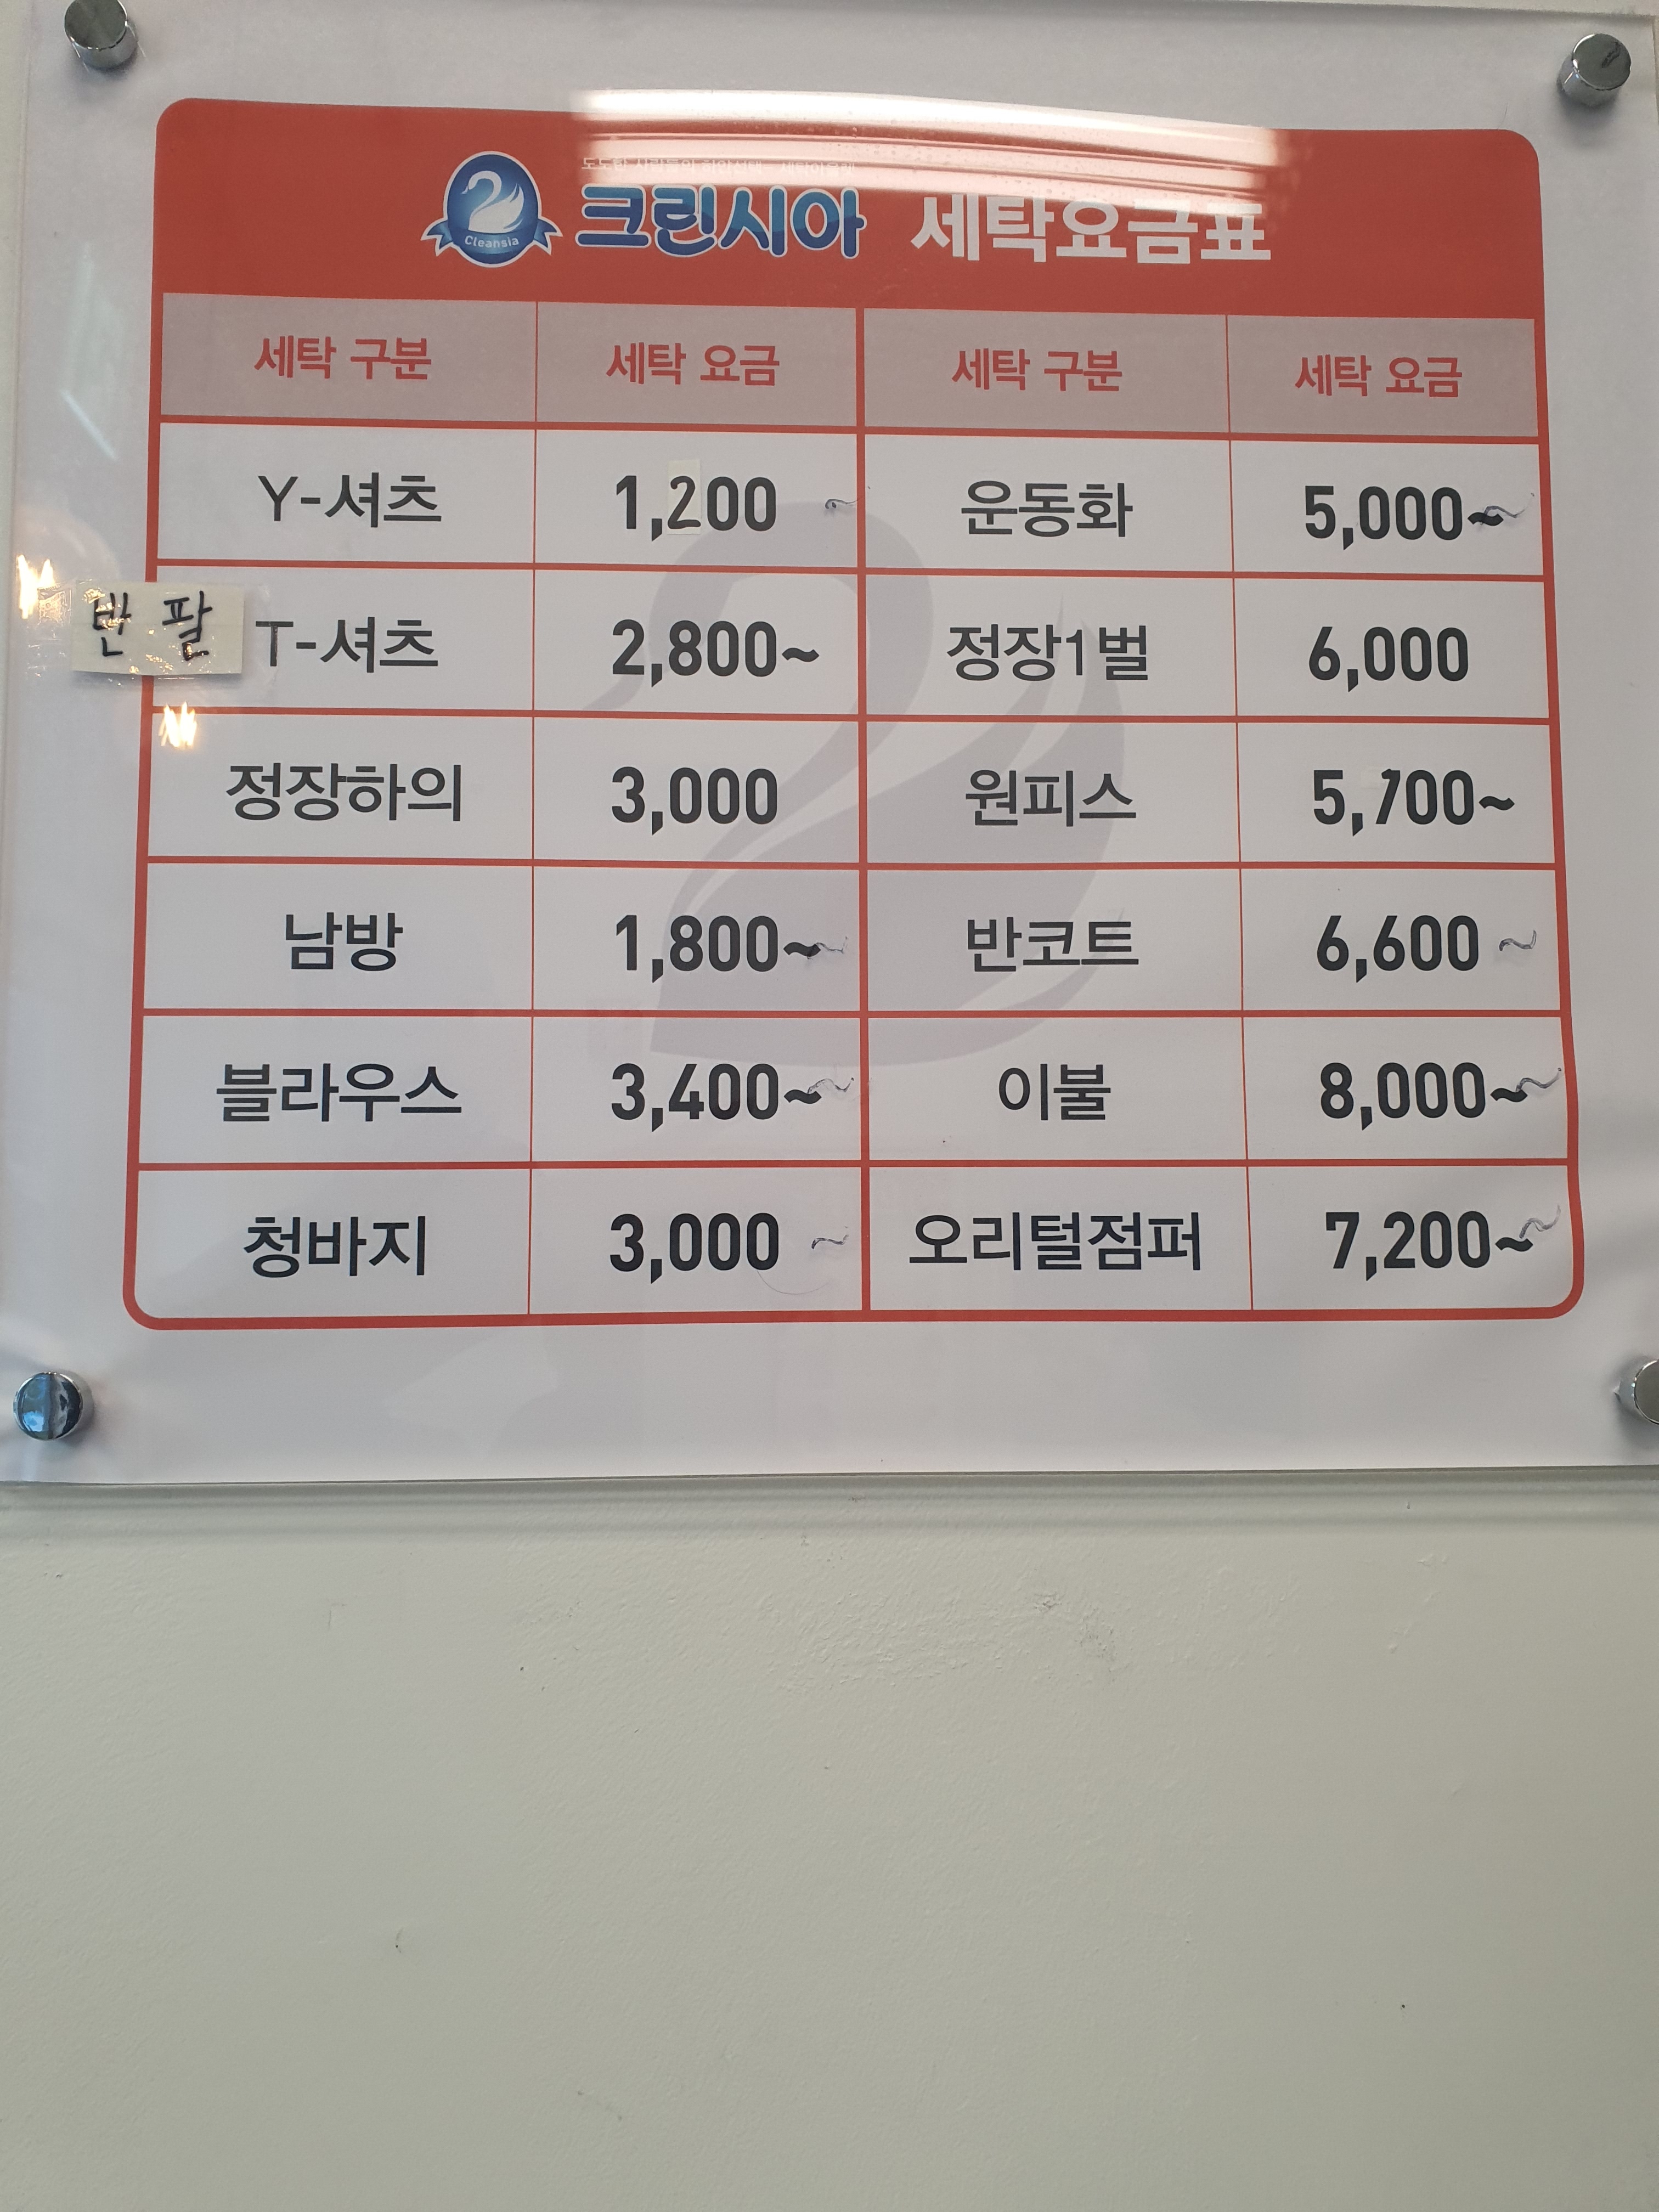 Cleansia
크린시아 세탁요금표
세탁 구분 세탁 요금 세탁 구분 세탁 요금
Y-셔츠 1,200 ~ 운동화 5,000~
반팔 T-셔츠 2,800~ 정장1벌 6,000
정장하의 3,000 원피스 5,700~
남방 1,800~ 반코트 6,600 ~
블라우스 3,400~ 이불 8,000~
청바지 3,000 ~ 오리털점퍼 7,200~